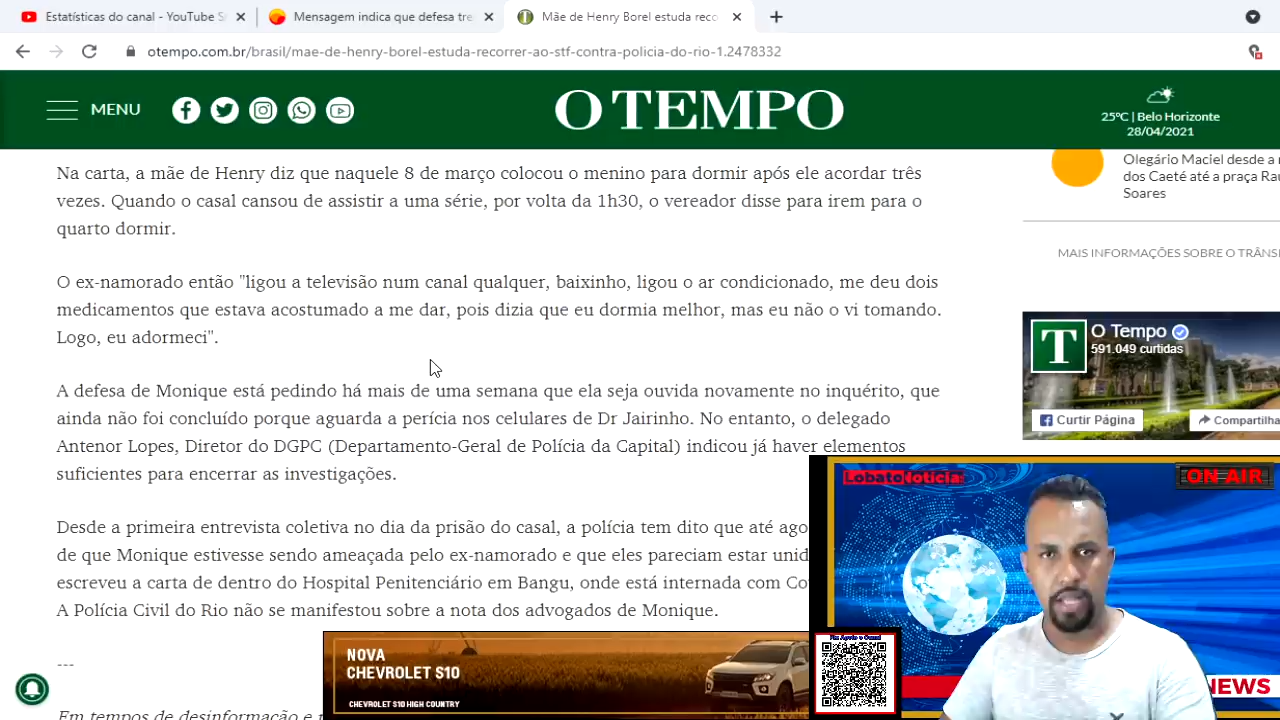 Estatísticas do canal - YouTube S
Mensagem indica que defesa tre
Mãe de Henry Borel estuda reco
otempo.com.br/brasil/mae-de-henry-borel-estuda-recorrer-ao-stf-contra-policia-do-rio-1.2478332
MENU
O TEMPO
25ºC | Belo Horizonte
28/04/2021
Na carta, a mãe de Henry diz que naquele 8 de março colocou o menino para dormir após ele acordar três
vezes. Quando o casal cansou de assistir a uma série, por volta da 1h30, o vereador disse para irem para o
quarto dormir.
O ex-namorado então "ligou a televisão num canal qualquer, baixinho, ligou o ar condicionado, me deu dois
medicamentos que estava acostumado a me dar, pois dizia que eu dormia melhor, mas eu não o vi tomando.
Logo, eu adormeci".
A defesa de Monique está pedindo há mais de uma semana que ela seja ouvida novamente no inquérito, que
ainda não foi concluído porque aguarda a perícia nos celulares de Dr Jairinho. No entanto, o delegado
Antenor Lopes, Diretor do DGPC (Departamento-Geral de Polícia da Capital) indicou já haver elementos
suficientes para encerrar as investigações.
Desde a primeira entrevista coletiva no dia da prisão do casal, a polícia tem dito que até ago
de que Monique estivesse sendo ameaçada pelo ex-namorado e que eles pareciam estar unid
escreveu a carta de dentro do Hospital Penitenciário em Bangu, onde está internada com Co
A Polícia Civil do Rio não se manifestou sobre a nota dos advogados de Monique.
---
Em tempos de desinformação e
Olegário Maciel desde a
dos Caeté até a praça Ra
Soares
MAIS INFORMAÇÕES SOBRE O TRÂNS
T
O Tempo
591.049 curtidas
Curtir Página
Compartilha
LobatoNoticias
ON AIR
NEWS
NOVA
CHEVROLET S10
CHEVROLET S10 HIGH COUNTRY